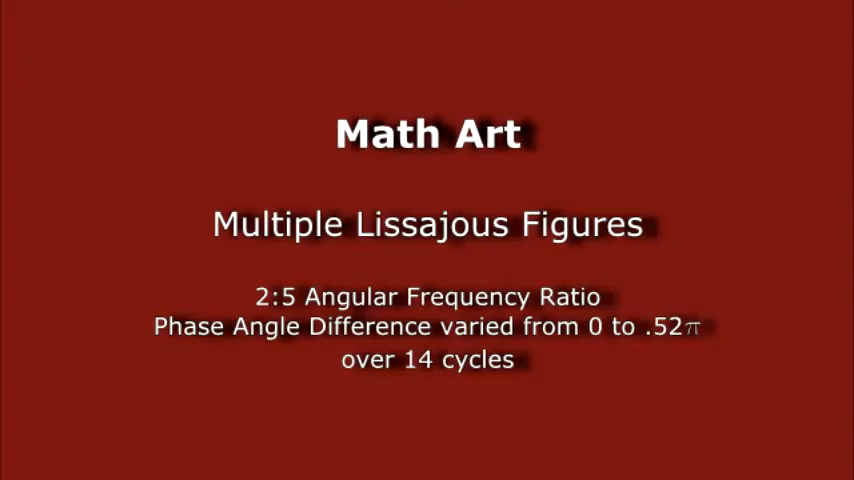 Math Art
Multiple Lissajous Figures
2:5 Angular Frequency Ratio
Phase Angle Difference varied from 0 to .52π
over 14 cycles